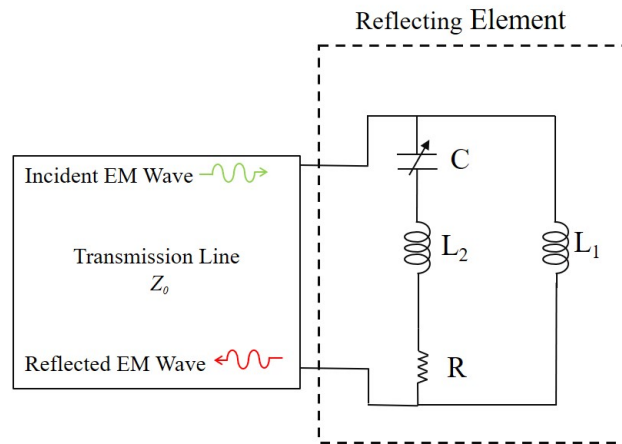 Reflecting Element
Incident EM Wave
C
Transmission Line
Z₀
L₂
L₁
Reflected EM Wave
R